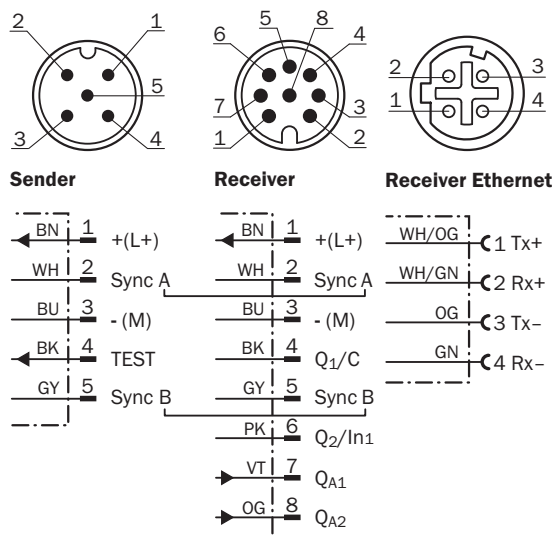 2 1 5 3 4
5 8 6 4 7 3 1 2
2 3 1 4
Sender
Receiver
Receiver Ethernet
BN 1 +(L+)
WH 2 Sync A
BU 3 - (M)
BK 4 TEST
GY 5 Sync B
BN 1 +(L+)
WH 2 Sync A
BU 3 - (M)
BK 4 Q1/C
GY 5 Sync B
PK 6 Q2/In1
VT 7 QA1
OG 8 QA2
WH/OG 1 Tx+
WH/GN 2 Rx+
OG 3 Tx–
GN 4 Rx–